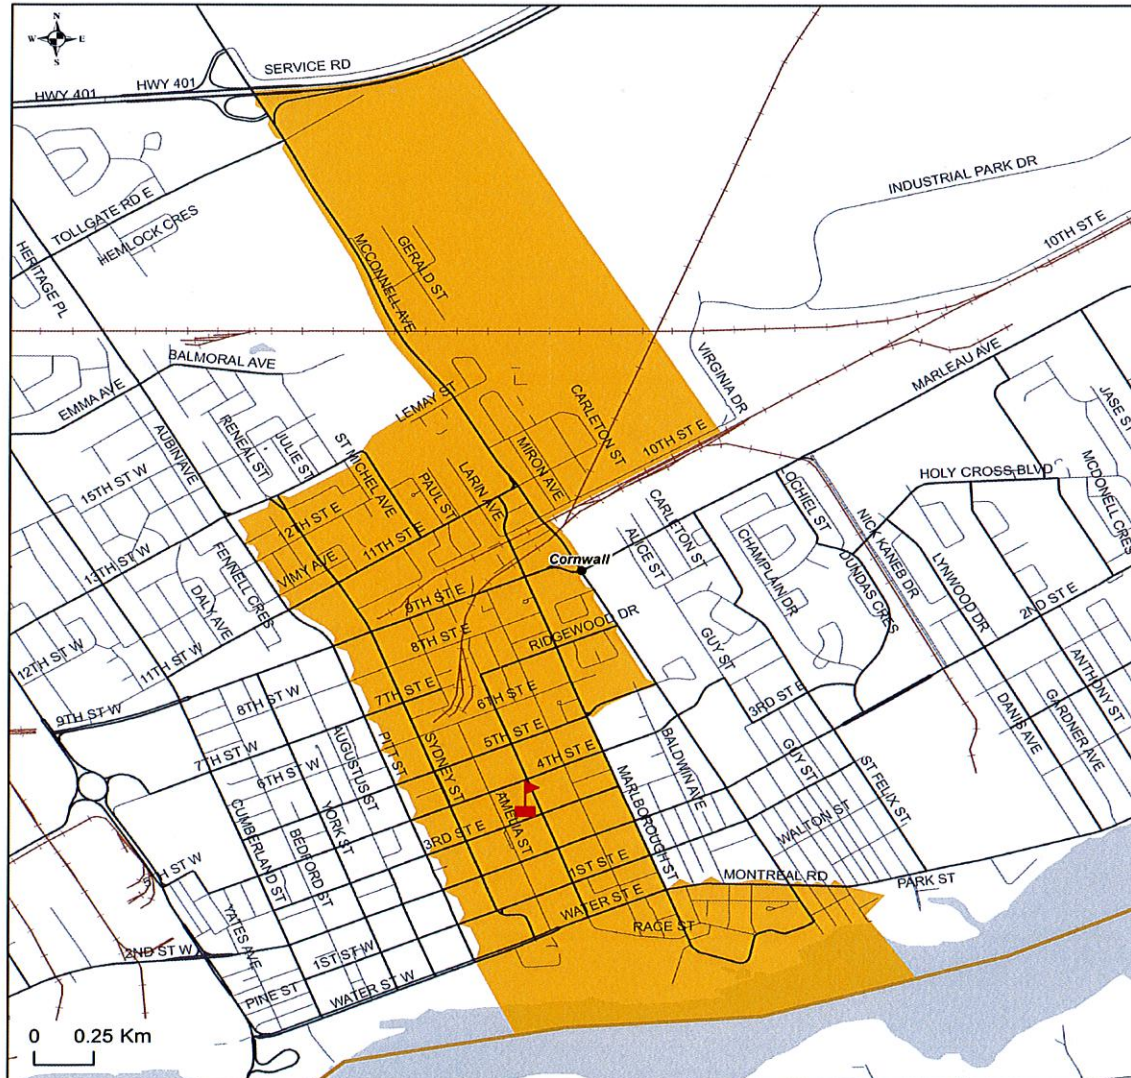 N
W E
S
SERVICE RD
HWY 401
HWY 401
INDUSTRIAL PARK DR
TOLLGATE RD E
HEMLOCK CRES
10TH ST E
HERITAGE PL
MCCONNELL AVE
GERALD ST
BALMORAL AVE
VIRGINIA DR
MARLEAU AVE
EMMA AVE
LEMAY ST
CARLETON ST
JASE ST
AUBIN AVE
RENEAL ST
JULIE ST
ST MICHEL AVE
MIRON AVE
10TH ST E
15TH ST W
PAUL ST
LARIN AVE
HOLY CROSS BLVD
MCDONELL CRES
12TH ST E
11TH ST E
OCHIEL ST
NICK KANEB DR
13TH ST W
FENNELL CRES
VIMY AVE
Cornwall
CARLETON ST
ALICE ST
CHAMPLAIN DR
DUNDAS CRES
LYNWOOD DR
DALY AVE
9TH ST E
2ND ST E
12TH ST W
11TH ST W
8TH ST E
RIDGEWOOD DR
GUY ST
ANTHONY ST
9TH ST W
8TH ST W
7TH ST E
6TH ST E
3RD ST E
DANIS AVE
GARDNER AVE
7TH ST W
AUGUSTUS ST
PITT ST
SYDNEY ST
5TH ST E
4TH ST E
BALDWIN AVE
6TH ST W
GUY ST
ST FELIX ST
CUMBERLAND ST
BEDFORD ST
YORK ST
3RD ST E
AMELIA ST
MARLBOROUGH ST
WALTON ST
5TH ST W
1ST ST E
MONTREAL RD
PARK ST
WATER ST E
RACE ST
YATES AVE
2ND ST W
1ST ST W
PINE ST
WATER ST W
0 0.25 Km